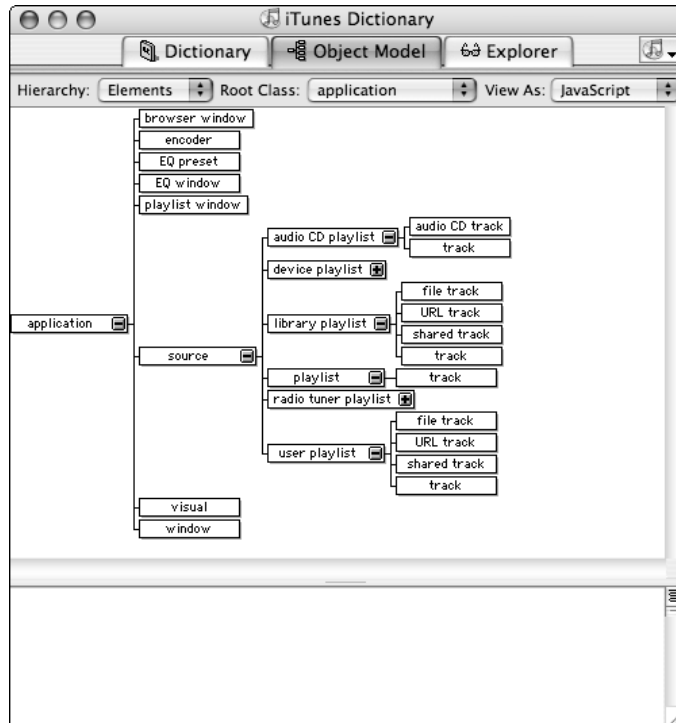 iTunes Dictionary
Dictionary Object Model Explorer
Hierarchy: Elements Root Class: application View As: JavaScript
browser window
encoder
EQ preset
EQ window
playlist window
audio CD track
audio CD playlist
track
device playlist
file track
URL track
application
library playlist
shared track
source
track
playlist
track
radio tuner playlist
file track
URL track
user playlist
shared track
track
visual
window